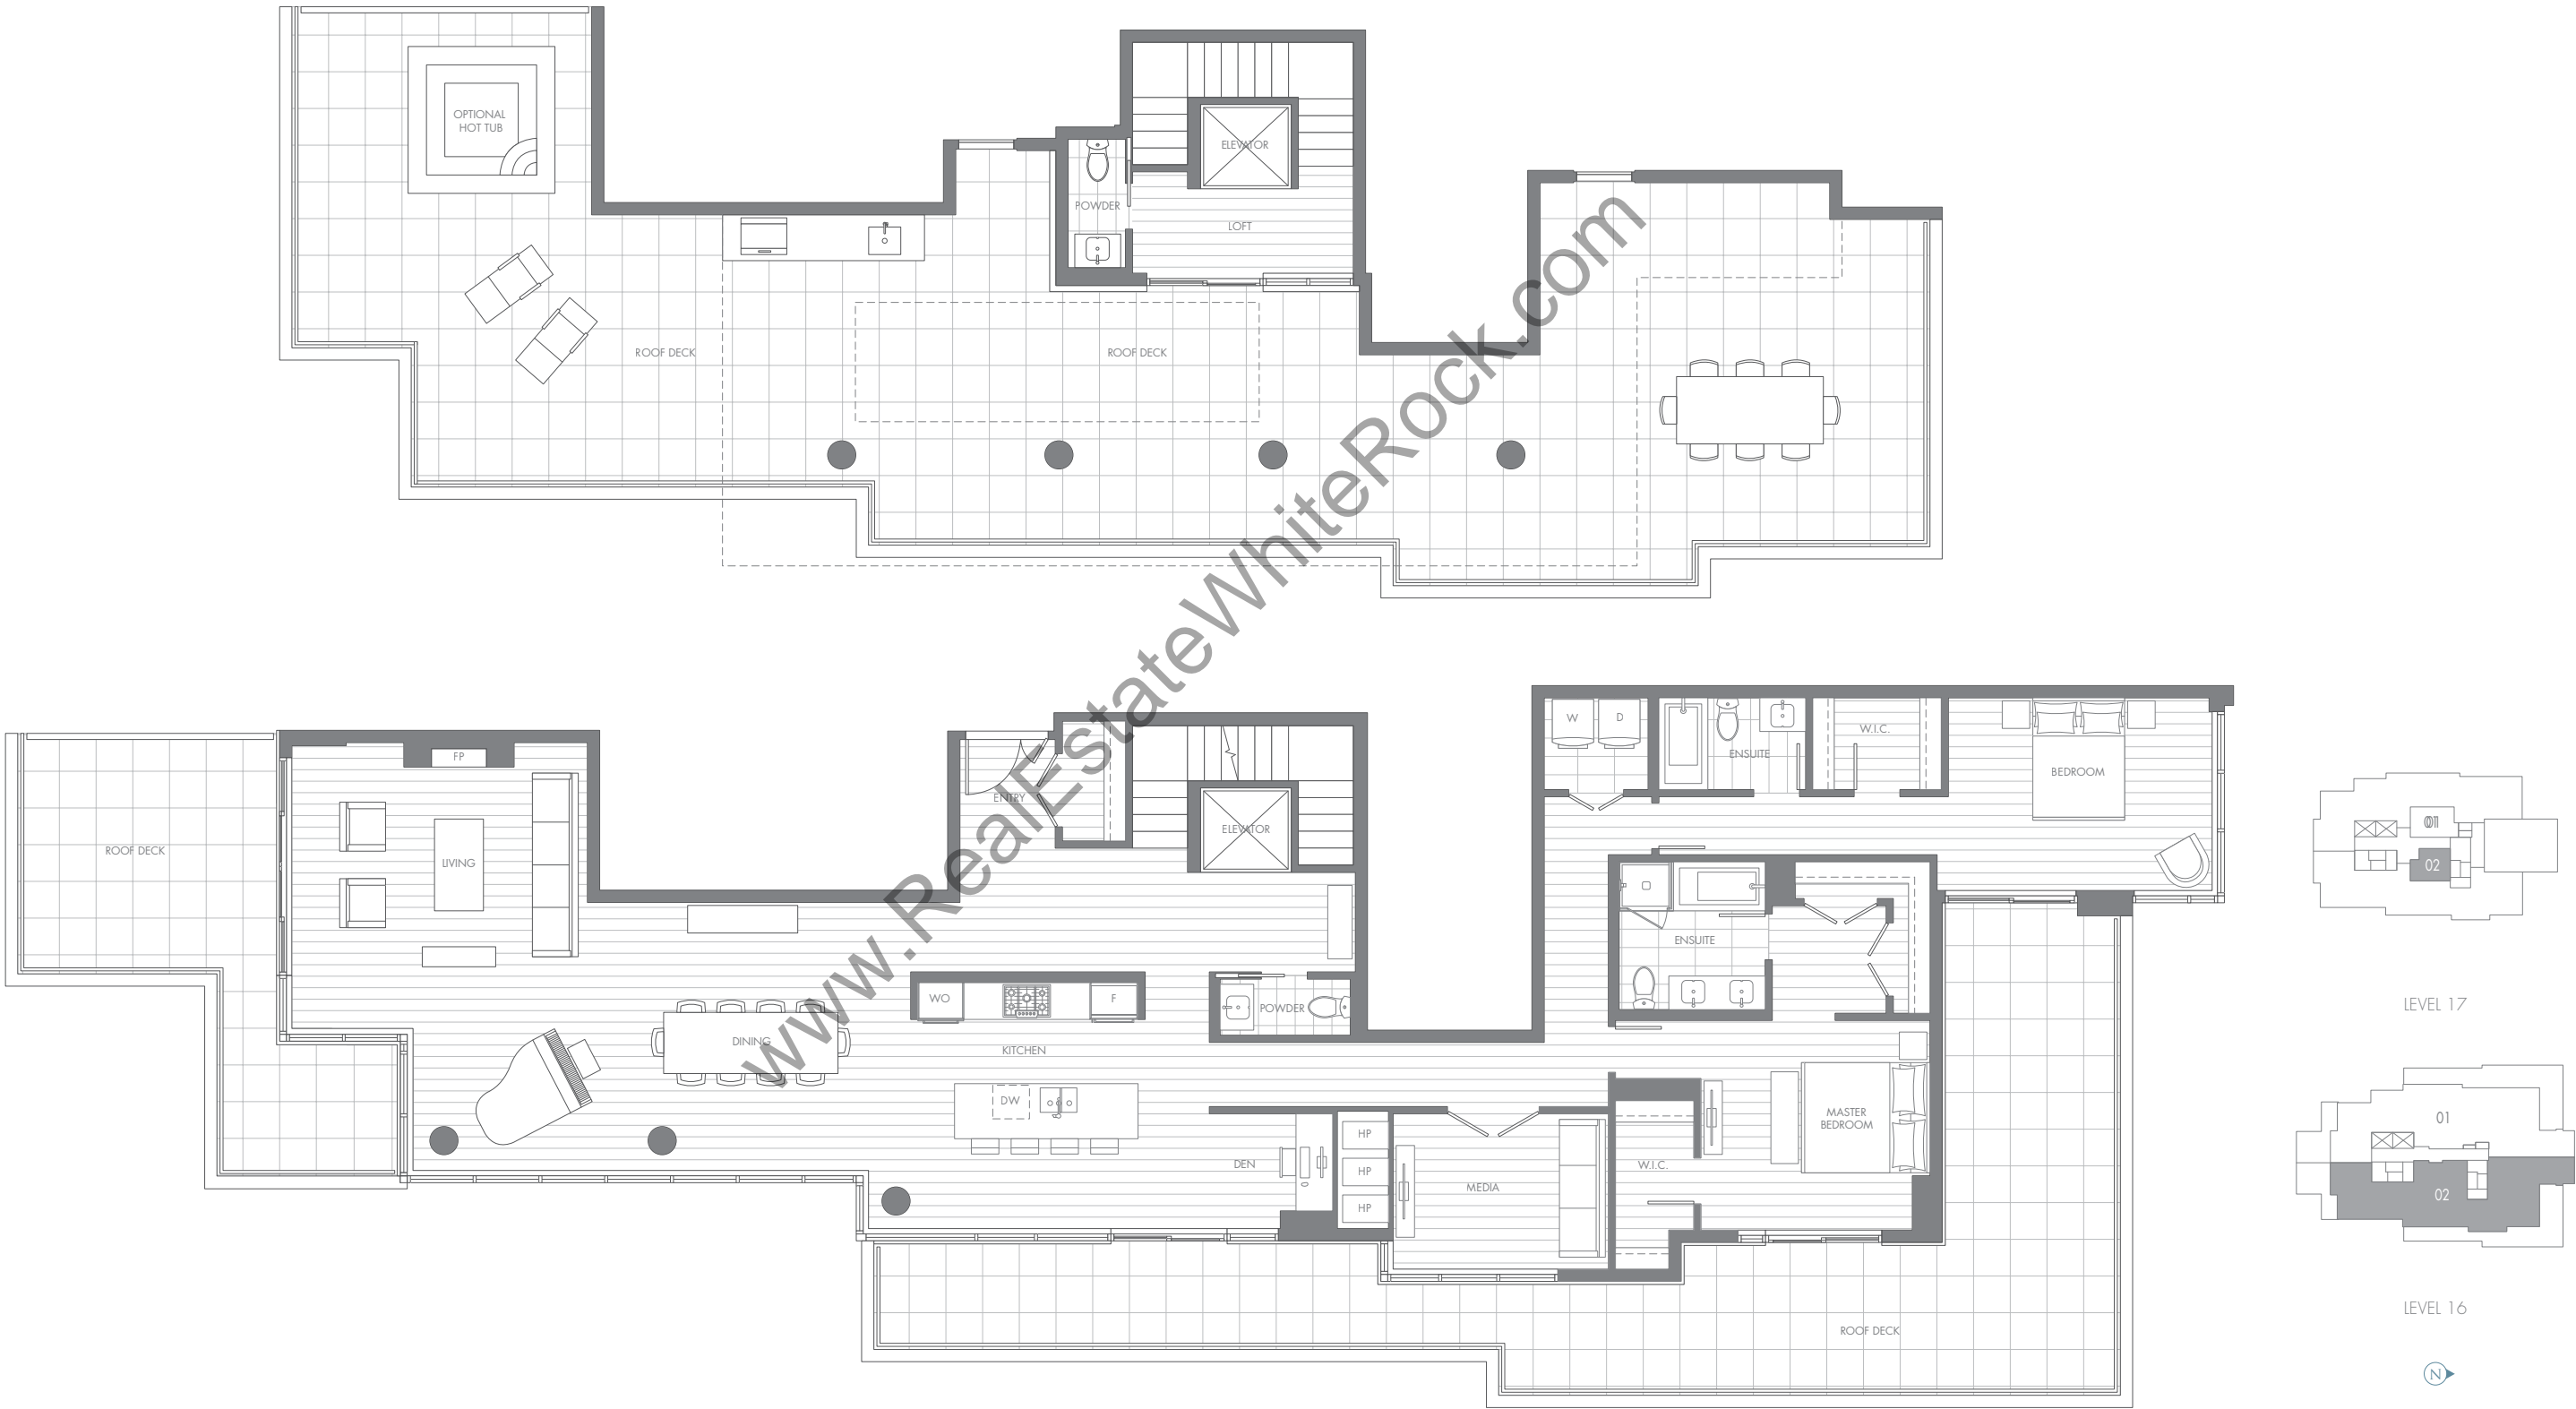 OPTIONAL
HOT TUB
ELEVATOR
POWDER
LOFT
ROOF DECK
ROOF DECK
www.RealEstateWhiteRock.com
W
D
ENSUITE
W.I.C.
BEDROOM
FP
ENTRY
ELEVATOR
ROOF DECK
LIVING
ENSUITE
WO
F
POWDER
DINING
KITCHEN
DW
MASTER
BEDROOM
HP
HP
HP
DEN
MEDIA
W.I.C.
ROOF DECK
01
02
LEVEL 17
01
02
LEVEL 16
N